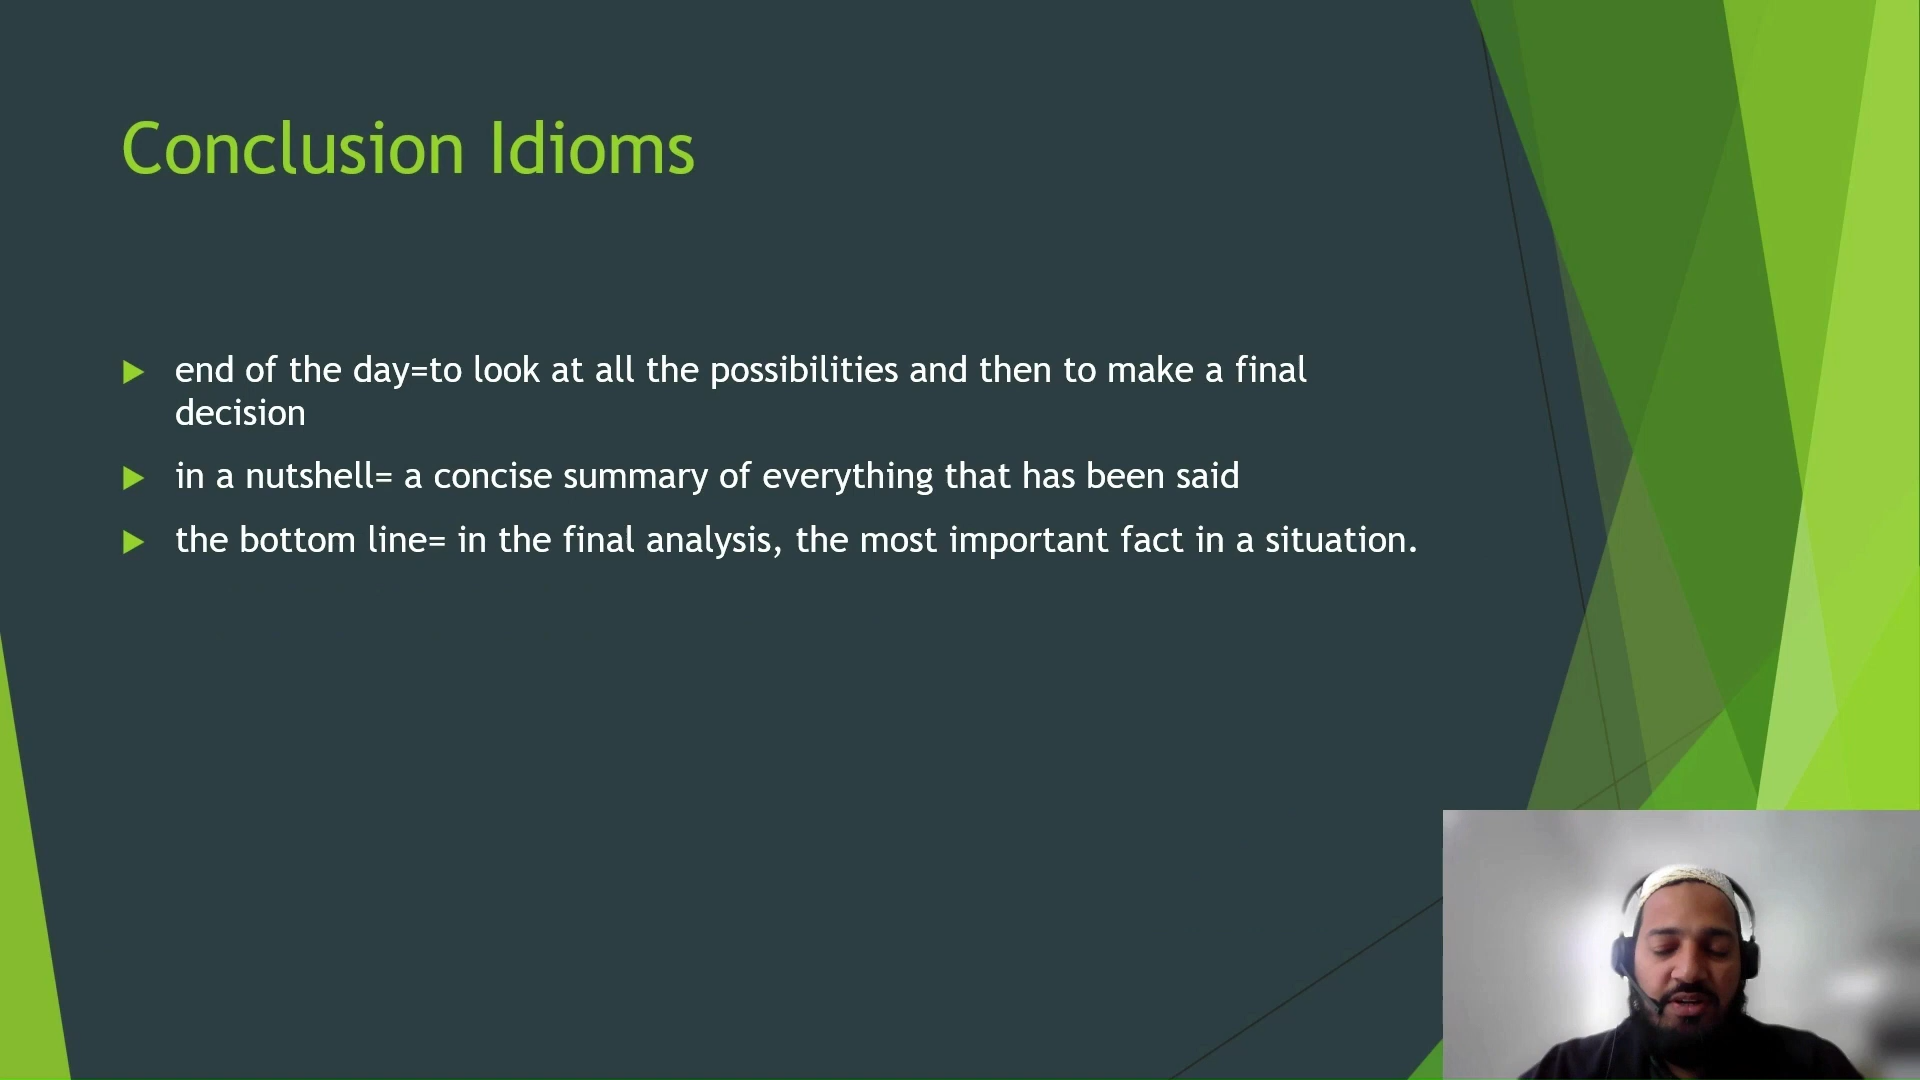 Conclusion Idioms
end of the day=to look at all the possibilities and then to make a final
decision
in a nutshell= a concise summary of everything that has been said
the bottom line= in the final analysis, the most important fact in a situation.